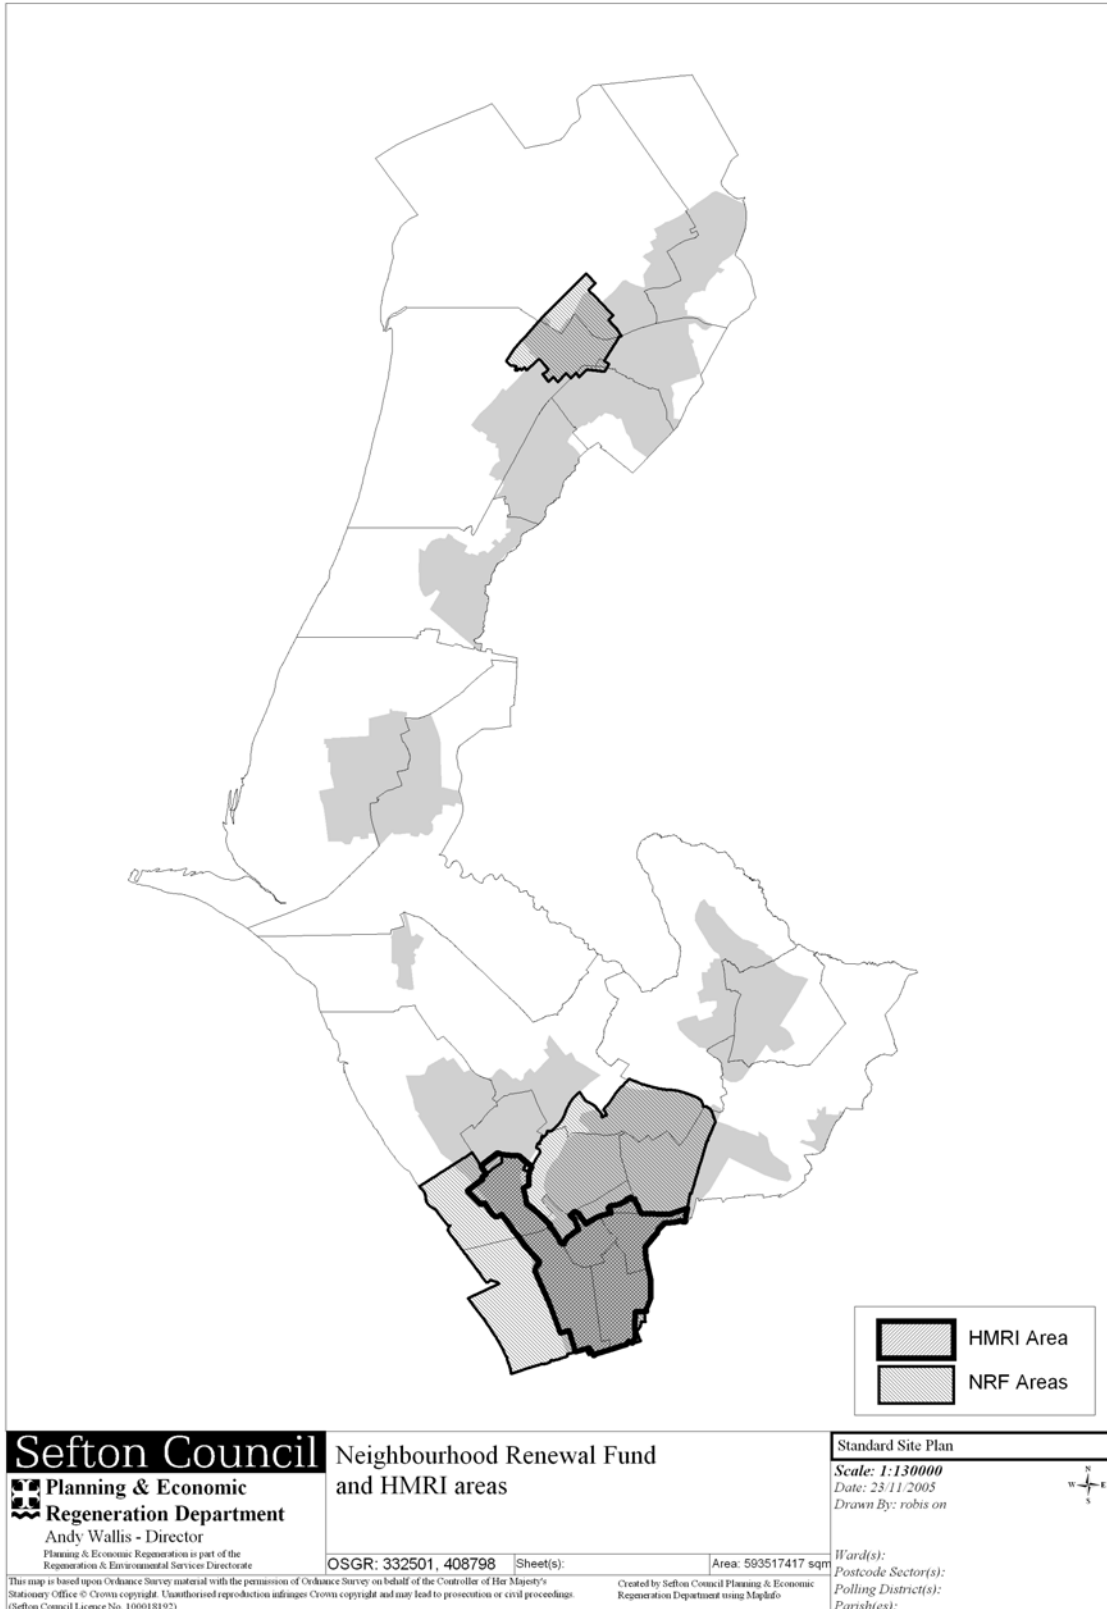 HMRI Area
NRF Areas
Sefton Council
Planning & Economic
Regeneration Department
Andy Wallis - Director
Planning & Economic Regeneration is part of the
Regeneration & Environmental Services Directorate
Neighbourhood Renewal Fund
and HMRI areas
OSGR: 332501, 408798
Sheet(s):
Area: 593517417 sqm
Standard Site Plan
Scale: 1:130000
Date: 23/11/2005
Drawn By: robis on
N
W E
S
Ward(s):
Postcode Sector(s):
Polling District(s):
Parish(es):
This map is based upon Ordnance Survey material with the permission of Ordnance Survey on behalf of the Controller of Her Majesty's
Stationery Office © Crown copyright. Unauthorised reproduction infringes Crown copyright and may lead to prosecution or civil proceedings.
(Sefton Council Licence No. 100018192)
Created by Sefton Council Planning & Economic
Regeneration Department using MapInfo